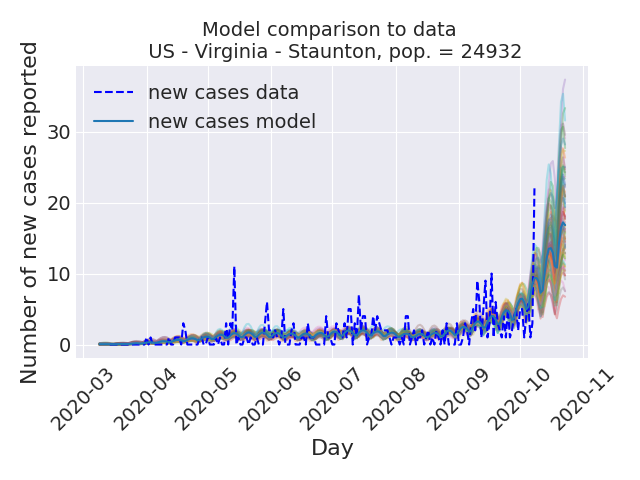 Model comparison to data
US - Virginia - Staunton, pop. = 24932
new cases data
new cases model
Number of new cases reported
30
20
10
0
2020-03
2020-04
2020-05
2020-06
2020-07
2020-08
2020-09
2020-10
2020-11
Day